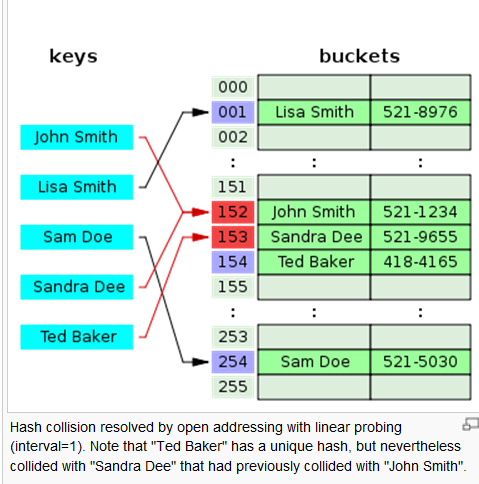 keys buckets
000
001 Lisa Smith 521-8976
John Smith 002
: : :
Lisa Smith 151
152 John Smith 521-1234
Sam Doe 153 Sandra Dee 521-9655
154 Ted Baker 418-4165
Sandra Dee 155
: : :
Ted Baker 253
254 Sam Doe 521-5030
255
Hash collision resolved by open addressing with linear probing
(interval=1). Note that "Ted Baker" has a unique hash, but nevertheless
collided with "Sandra Dee" that had previously collided with "John Smith".